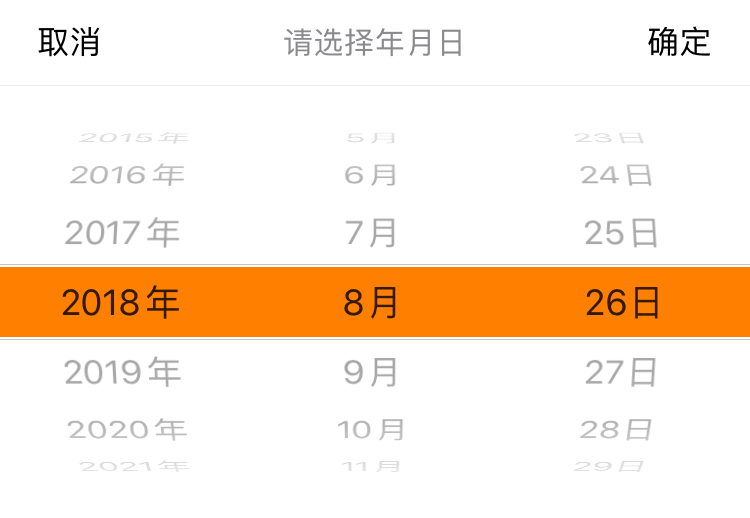 取消 请选择年月日 确定
2015年 5月 23日
2016年 6月 24日
2017年 7月 25日
2018年 8月 26日
2019年 9月 27日
2020年 10月 28日
2021年 11月 29日